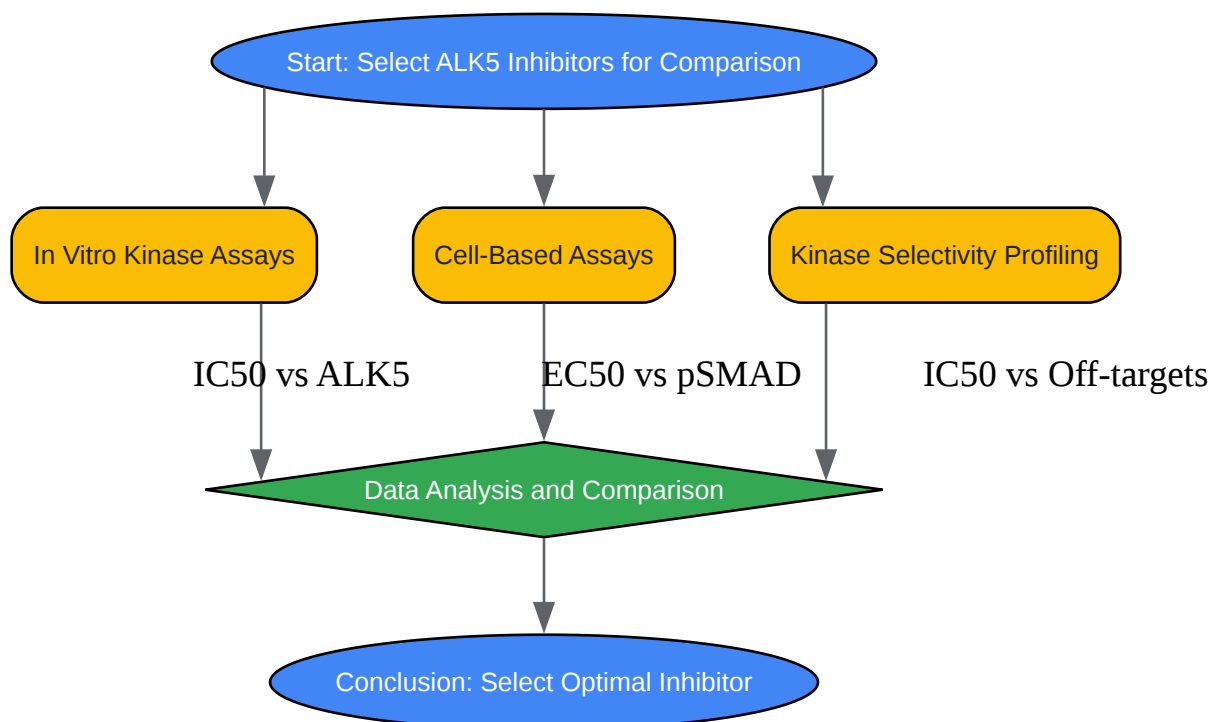 Start: Select ALK5 Inhibitors for Comparison
In Vitro Kinase Assays
Cell-Based Assays
Kinase Selectivity Profiling
IC50 vs ALK5
EC50 vs pSMAD
IC50 vs Off-targets
Data Analysis and Comparison
Conclusion: Select Optimal Inhibitor